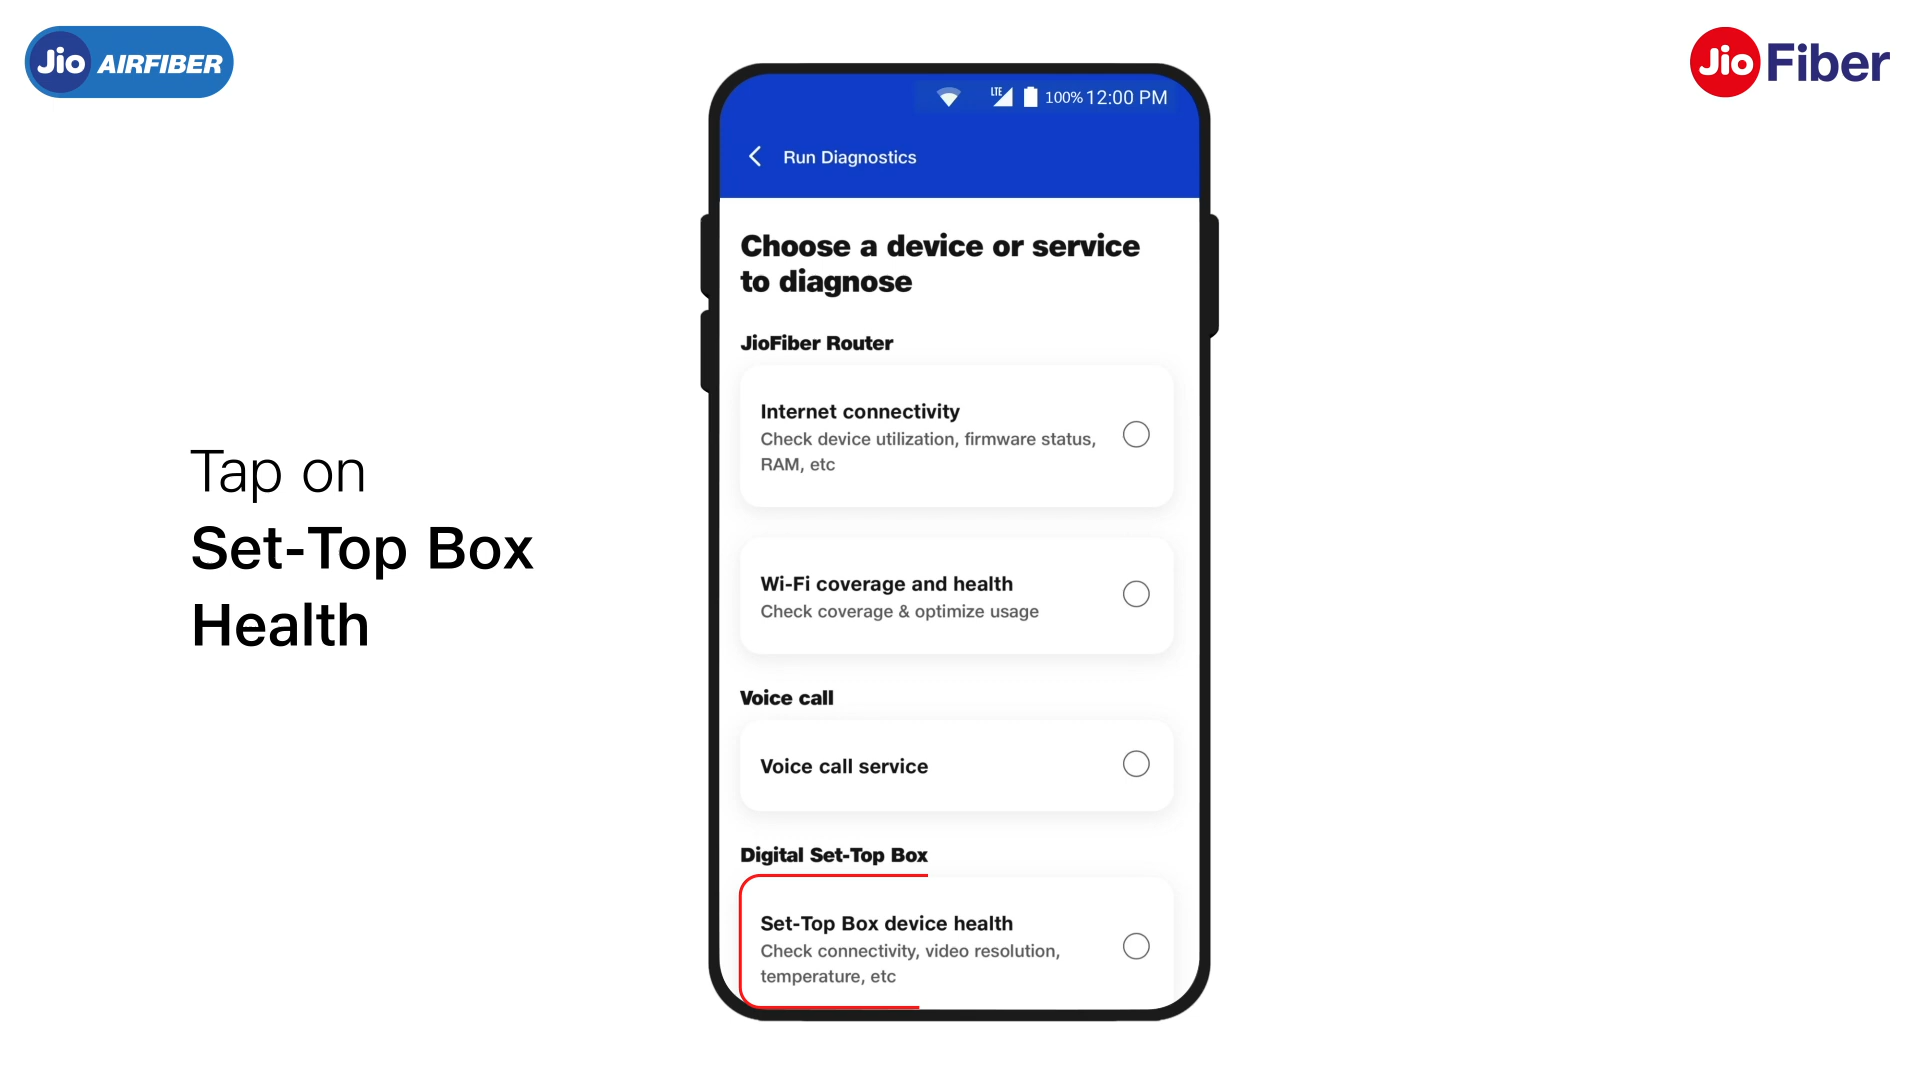 Jio AIRFIBER
Jio Fiber
LTE 100% 12:00 PM
Run Diagnostics
Choose a device or service
to diagnose
JioFiber Router
Internet connectivity
Check device utilization, firmware status,
RAM, etc
Wi-Fi coverage and health
Check coverage & optimize usage
Voice call
Voice call service
Digital Set-Top Box
Set-Top Box device health
Check connectivity, video resolution,
temperature, etc
Tap on
Set-Top Box
Health